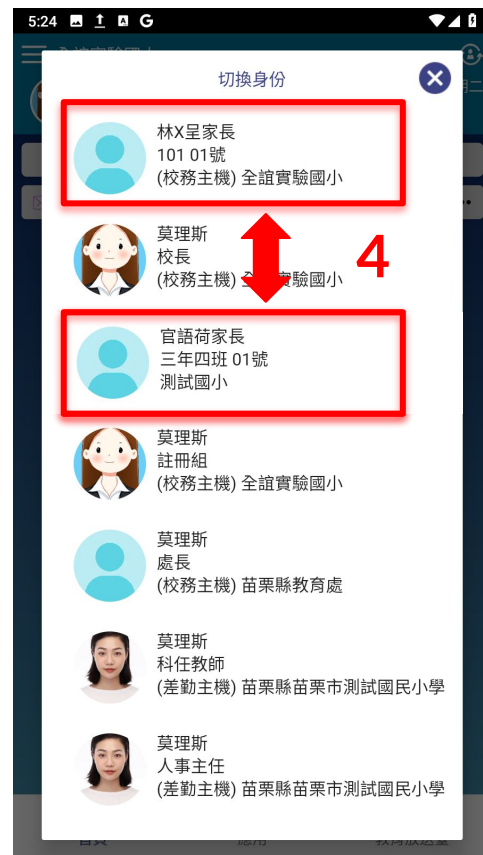 5:24
切換身份
林X呈家長
101 01號
(校務主機) 全誼實驗國小
莫理斯
校長
(校務主機) 全誼實驗國小
4
官語荷家長
三年四班 01號
測試國小
莫理斯
註冊組
(校務主機) 全誼實驗國小
莫理斯
處長
(校務主機) 苗栗縣教育處
莫理斯
科任教師
(差勤主機) 苗栗縣苗栗市測試國民小學
莫理斯
人事主任
(差勤主機) 苗栗縣苗栗市測試國民小學